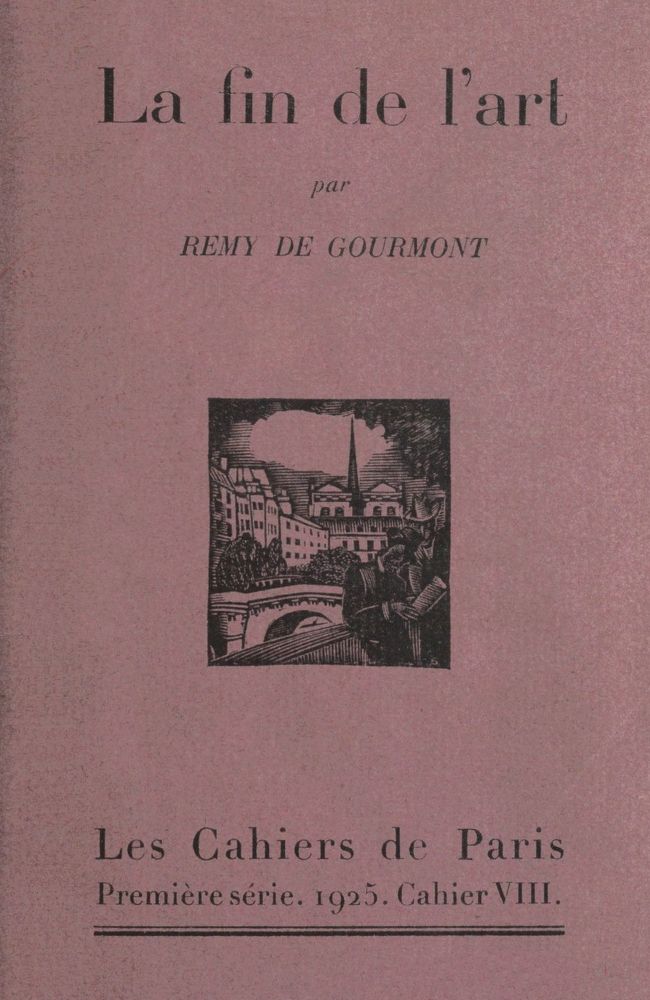 La fin de l'art
par
REMY DE GOURMONT
Les Cahiers de Paris
Première série. 1925. Cahier VIII.